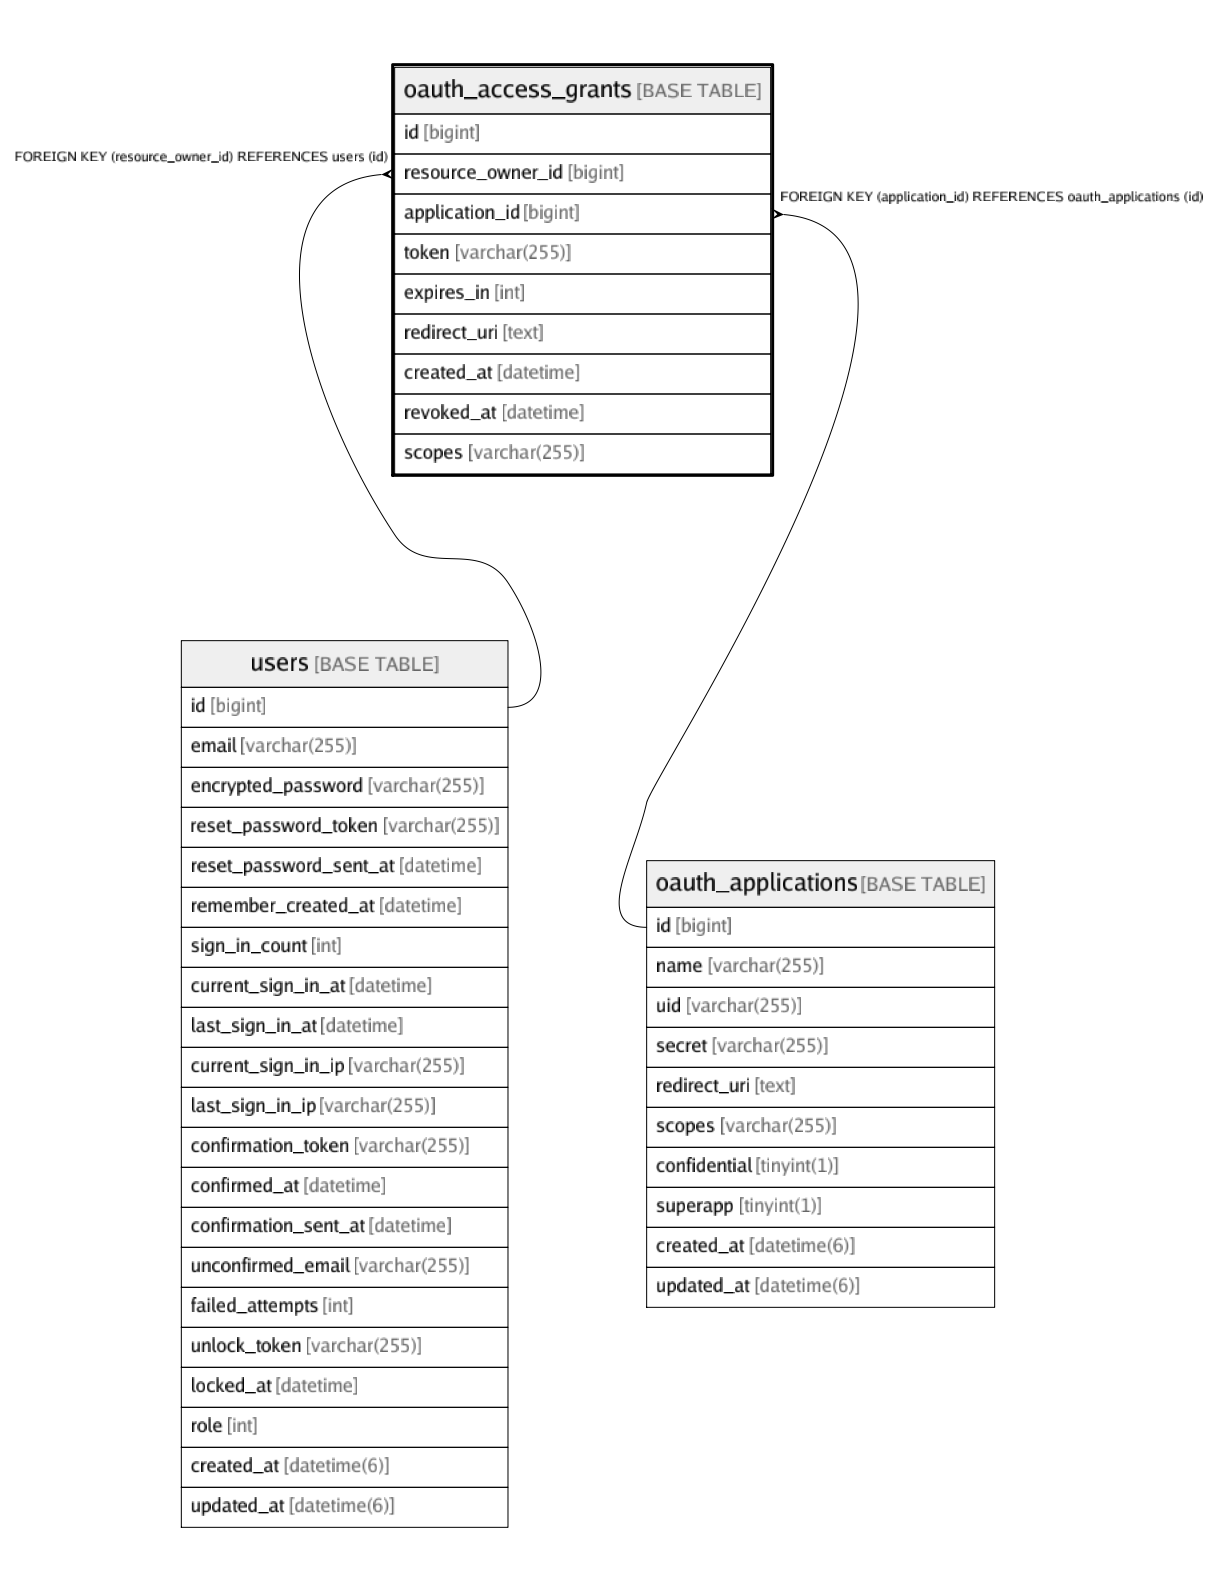 oauth_access_grants [BASE TABLE]
id [bigint]
FOREIGN KEY (resource_owner_id) REFERENCES users (id)
resource_owner_id [bigint]
FOREIGN KEY (application_id) REFERENCES oauth_applications (id)
application_id [bigint]
token [varchar(255)]
expires_in [int]
redirect_uri [text]
created_at [datetime]
revoked_at [datetime]
scopes [varchar(255)]
users [BASE TABLE]
id [bigint]
email [varchar(255)]
encrypted_password [varchar(255)]
reset_password_token [varchar(255)]
reset_password_sent_at [datetime]
remember_created_at [datetime]
sign_in_count [int]
current_sign_in_at [datetime]
last_sign_in_at [datetime]
current_sign_in_ip [varchar(255)]
last_sign_in_ip [varchar(255)]
confirmation_token [varchar(255)]
confirmed_at [datetime]
confirmation_sent_at [datetime]
unconfirmed_email [varchar(255)]
failed_attempts [int]
unlock_token [varchar(255)]
locked_at [datetime]
role [int]
created_at [datetime(6)]
updated_at [datetime(6)]
oauth_applications [BASE TABLE]
id [bigint]
name [varchar(255)]
uid [varchar(255)]
secret [varchar(255)]
redirect_uri [text]
scopes [varchar(255)]
confidential [tinyint(1)]
superapp [tinyint(1)]
created_at [datetime(6)]
updated_at [datetime(6)]